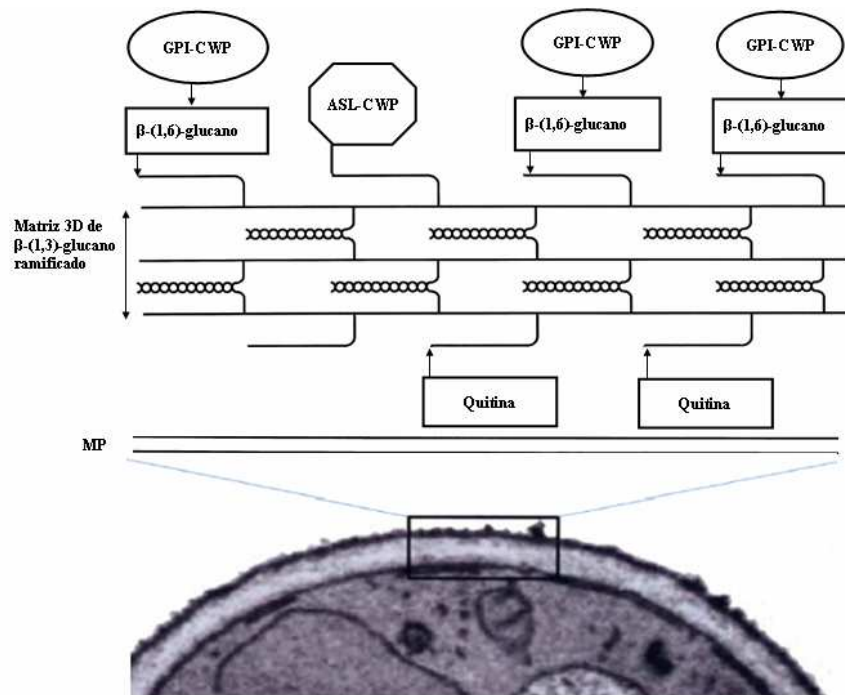 GPI-CWP
GPI-CWP
GPI-CWP
ASL-CWP
β-(1,6)-glucano
β-(1,6)-glucano
β-(1,6)-glucano
Matriz 3D de
β-(1,3)-glucano
ramificado
Quitina
Quitina
MP